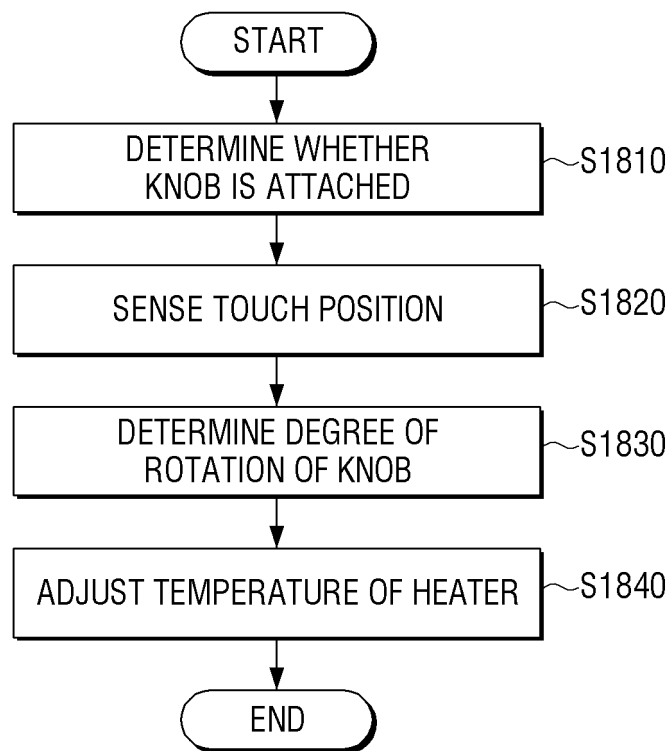 START
DETERMINE WHETHER
KNOB IS ATTACHED
S1810
SENSE TOUCH POSITION
S1820
DETERMINE DEGREE OF
ROTATION OF KNOB
S1830
ADJUST TEMPERATURE OF HEATER
S1840
END